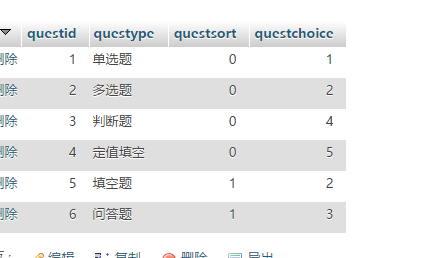 questid questype questsort questchoice
删除 1 单选题 0 1
删除 2 多选题 0 2
删除 3 判断题 0 4
删除 4 定值填空 0 5
删除 5 填空题 1 2
删除 6 问答题 1 3
编辑 复制 删除 导出